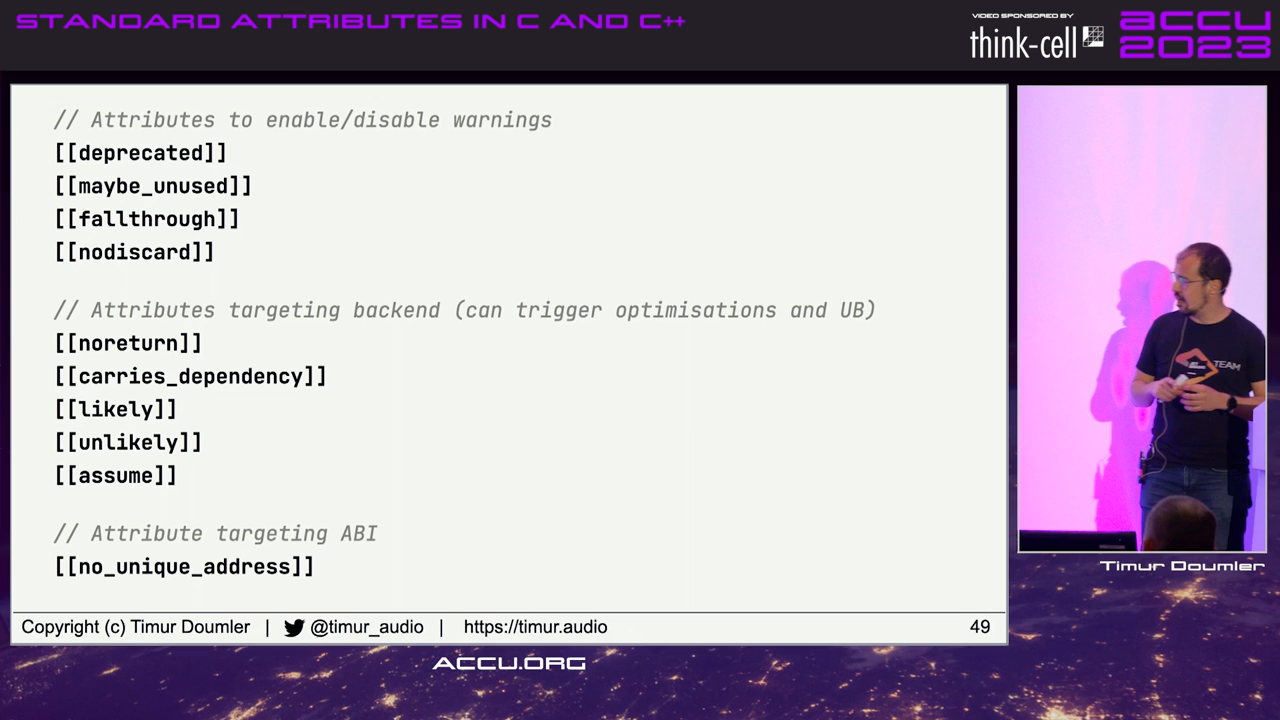 STANDARD ATTRIBUTES IN C AND C++
VIDEO SPONSORED BY
think-cell
ACCU
2023
// Attributes to enable/disable warnings
[[deprecated]]
[[maybe_unused]]
[[fallthrough]]
[[nodiscard]]
// Attributes targeting backend (can trigger optimisations and UB)
[[noreturn]]
[[carries_dependency]]
[[likely]]
[[unlikely]]
[[assume]]
// Attribute targeting ABI
[[no_unique_address]]
TEAM
Timur Doumler
Copyright (c) Timur Doumler | @timur_audio | https://timur.audio 49
ACCU.ORG